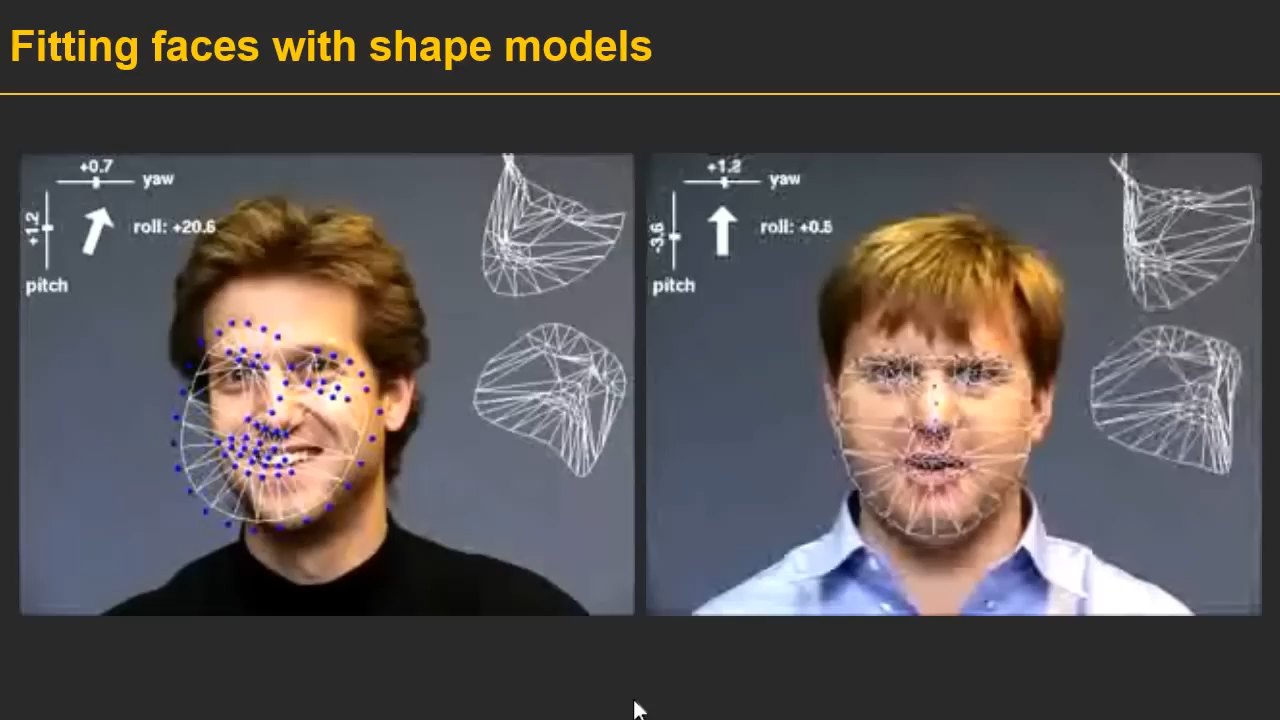 Fitting faces with shape models
+0.7
yaw
+1.2
roll: +20.6
pitch
+1.2
yaw
-3.6
roll: +0.5
pitch